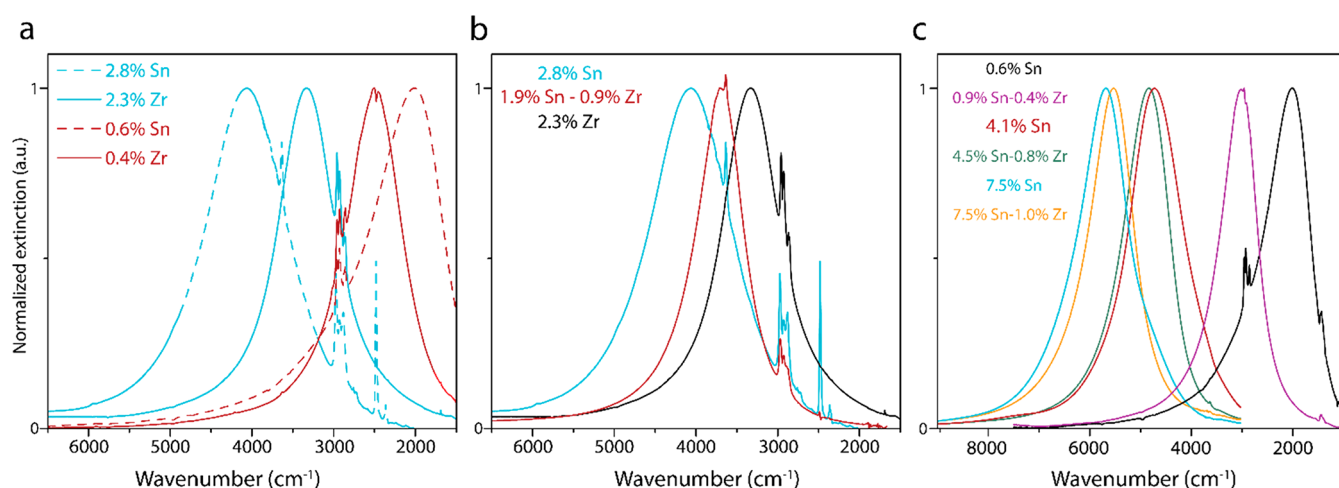 a
2.8% Sn
2.3% Zr
0.6% Sn
0.4% Zr
Normalized extinction (a.u.)
1
0
6000 5000 4000 3000 2000
Wavenumber (cm⁻¹)
b
2.8% Sn
1.9% Sn - 0.9% Zr
2.3% Zr
1
0
6000 5000 4000 3000 2000
Wavenumber (cm⁻¹)
c
0.6% Sn
0.9% Sn-0.4% Zr
4.1% Sn
4.5% Sn-0.8% Zr
7.5% Sn
7.5% Sn-1.0% Zr
1
0
8000 6000 4000 2000
Wavenumber (cm⁻¹)